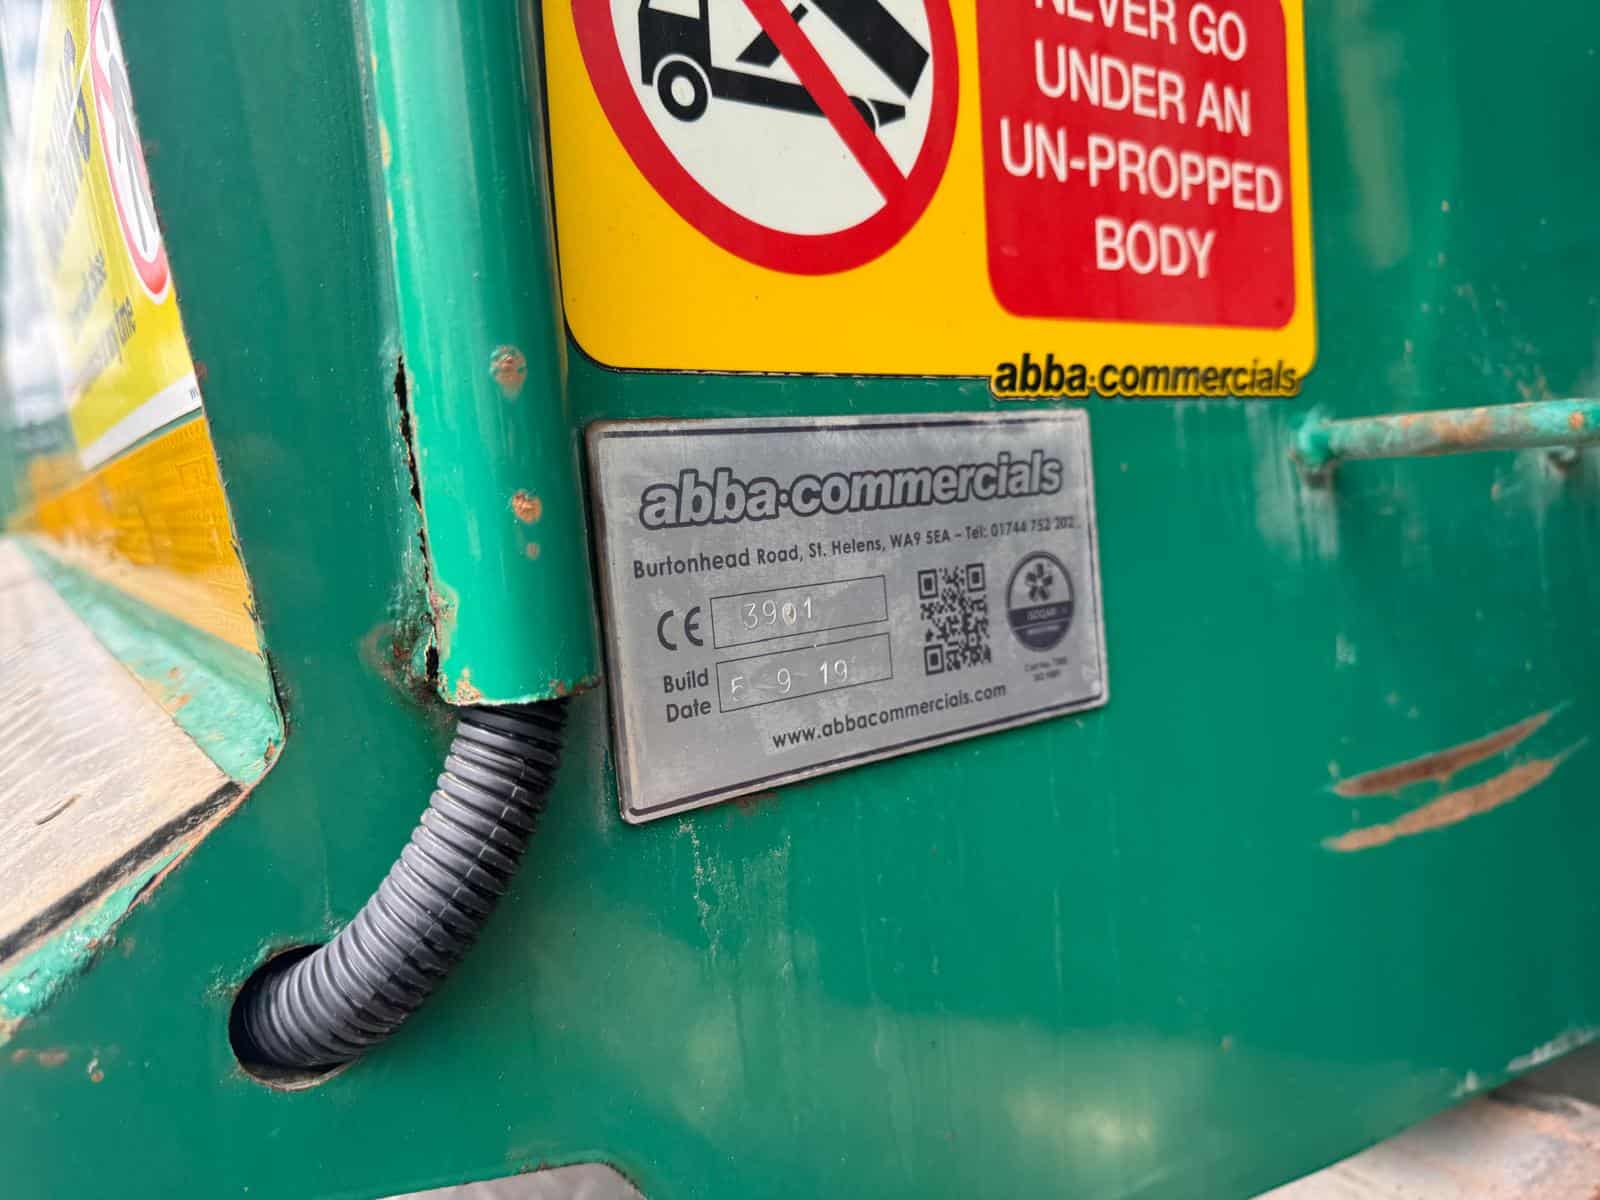 NEVER GO
UNDER AN
UN-PROPPED
BODY
abba·commercials
abba·commercials
Burtonhead Road, St. Helens, WA9 5EA – Tel: 01744 752 202
CE 3901
Build
Date 5 9 19
www.abbacommercials.com